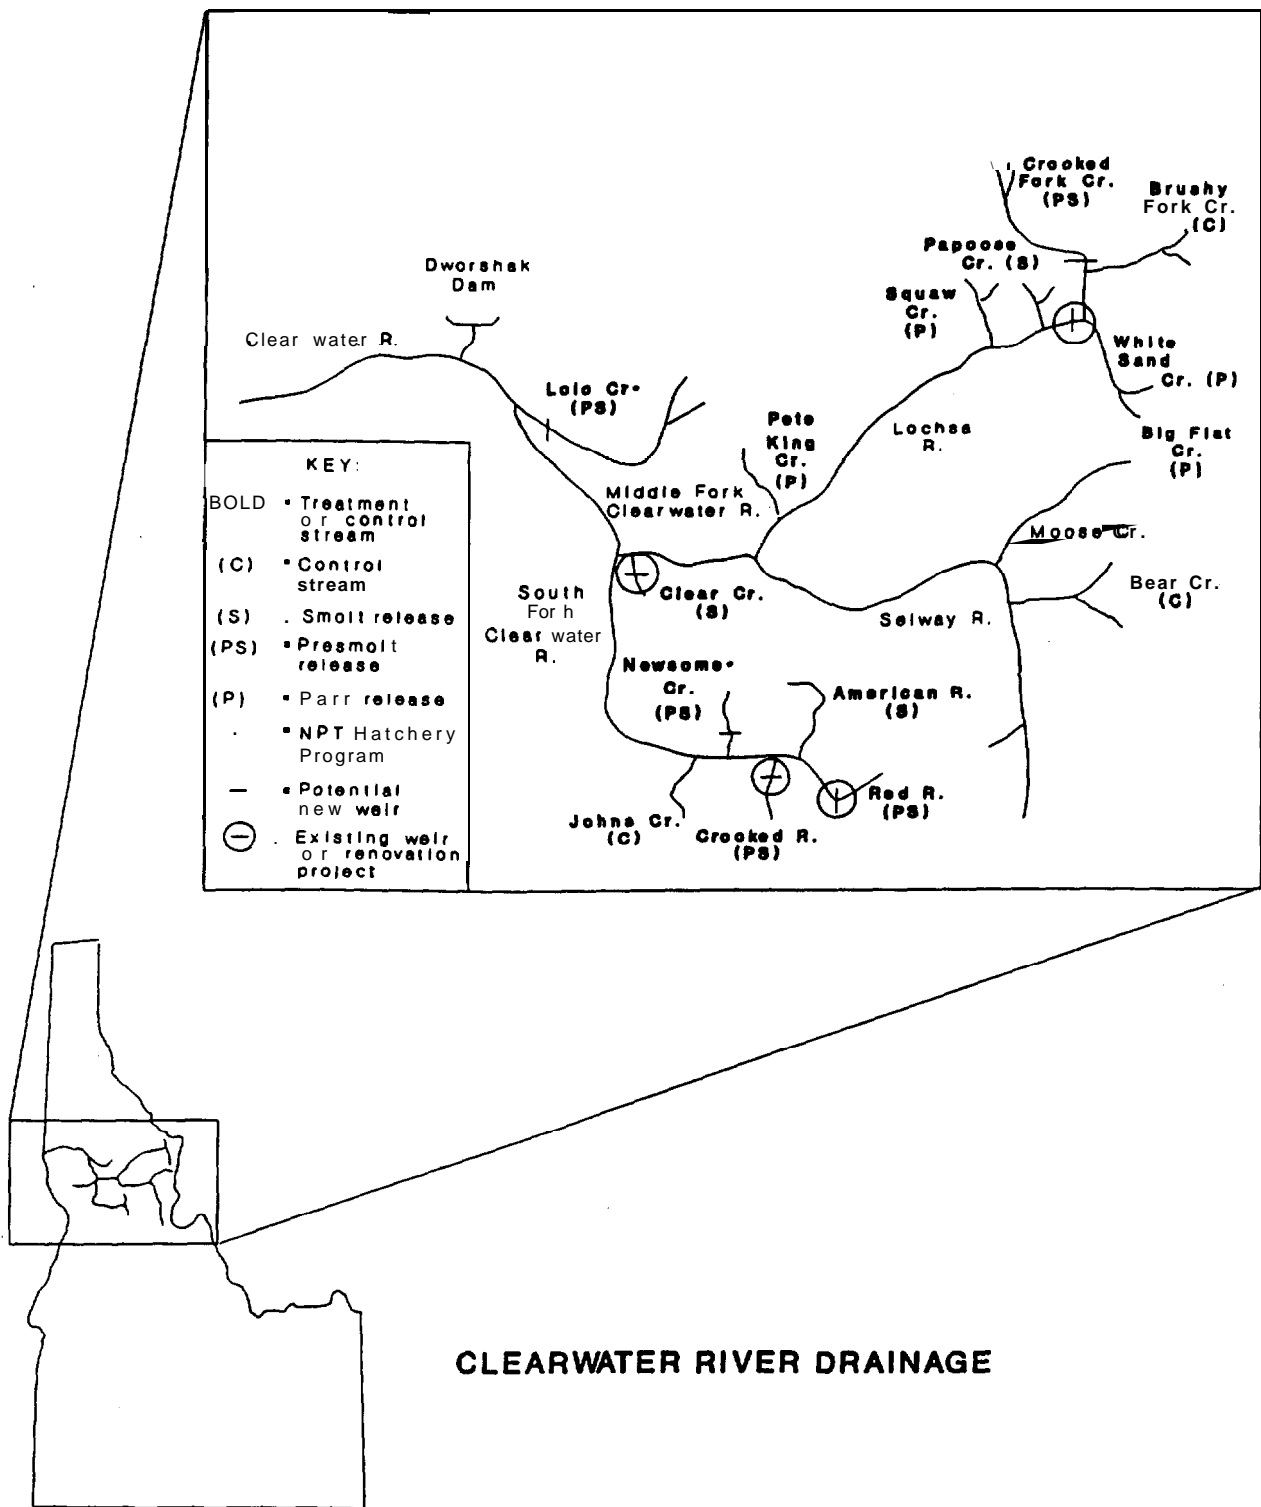 Crooked
Fork Cr.
(PS)
Brushy
Fork Cr.
(C)
Papoose
Cr. (S)
Dworshak
Dam
Squaw
Cr.
(P)
Clear water R.
White
Sand
Cr. (P)
Lolo Cr•
(PS)
Pete
King
Cr.
(P)
Lochsa
R.
Big Flat
Cr.
(P)
KEY:
BOLD ▪ Treatment
or control
stream
(C) ▪ Control
stream
(S) . Smolt release
(PS) ▪ Presmolt
release
(P) ▪ Parr release
· ▪ NPT Hatchery
Program
— ▪ Potential
new weir
. Existing weir
or renovation
project
Middle Fork
Clearwater R.
Moose Cr.
South
For h
Clear water
R.
Clear Cr.
(S)
Bear Cr.
(C)
Selway R.
Newsome•
Cr.
(PS)
American R.
(S)
Johns Cr.
(C)
Crooked R.
(PS)
Red R.
(PS)
CLEARWATER RIVER DRAINAGE